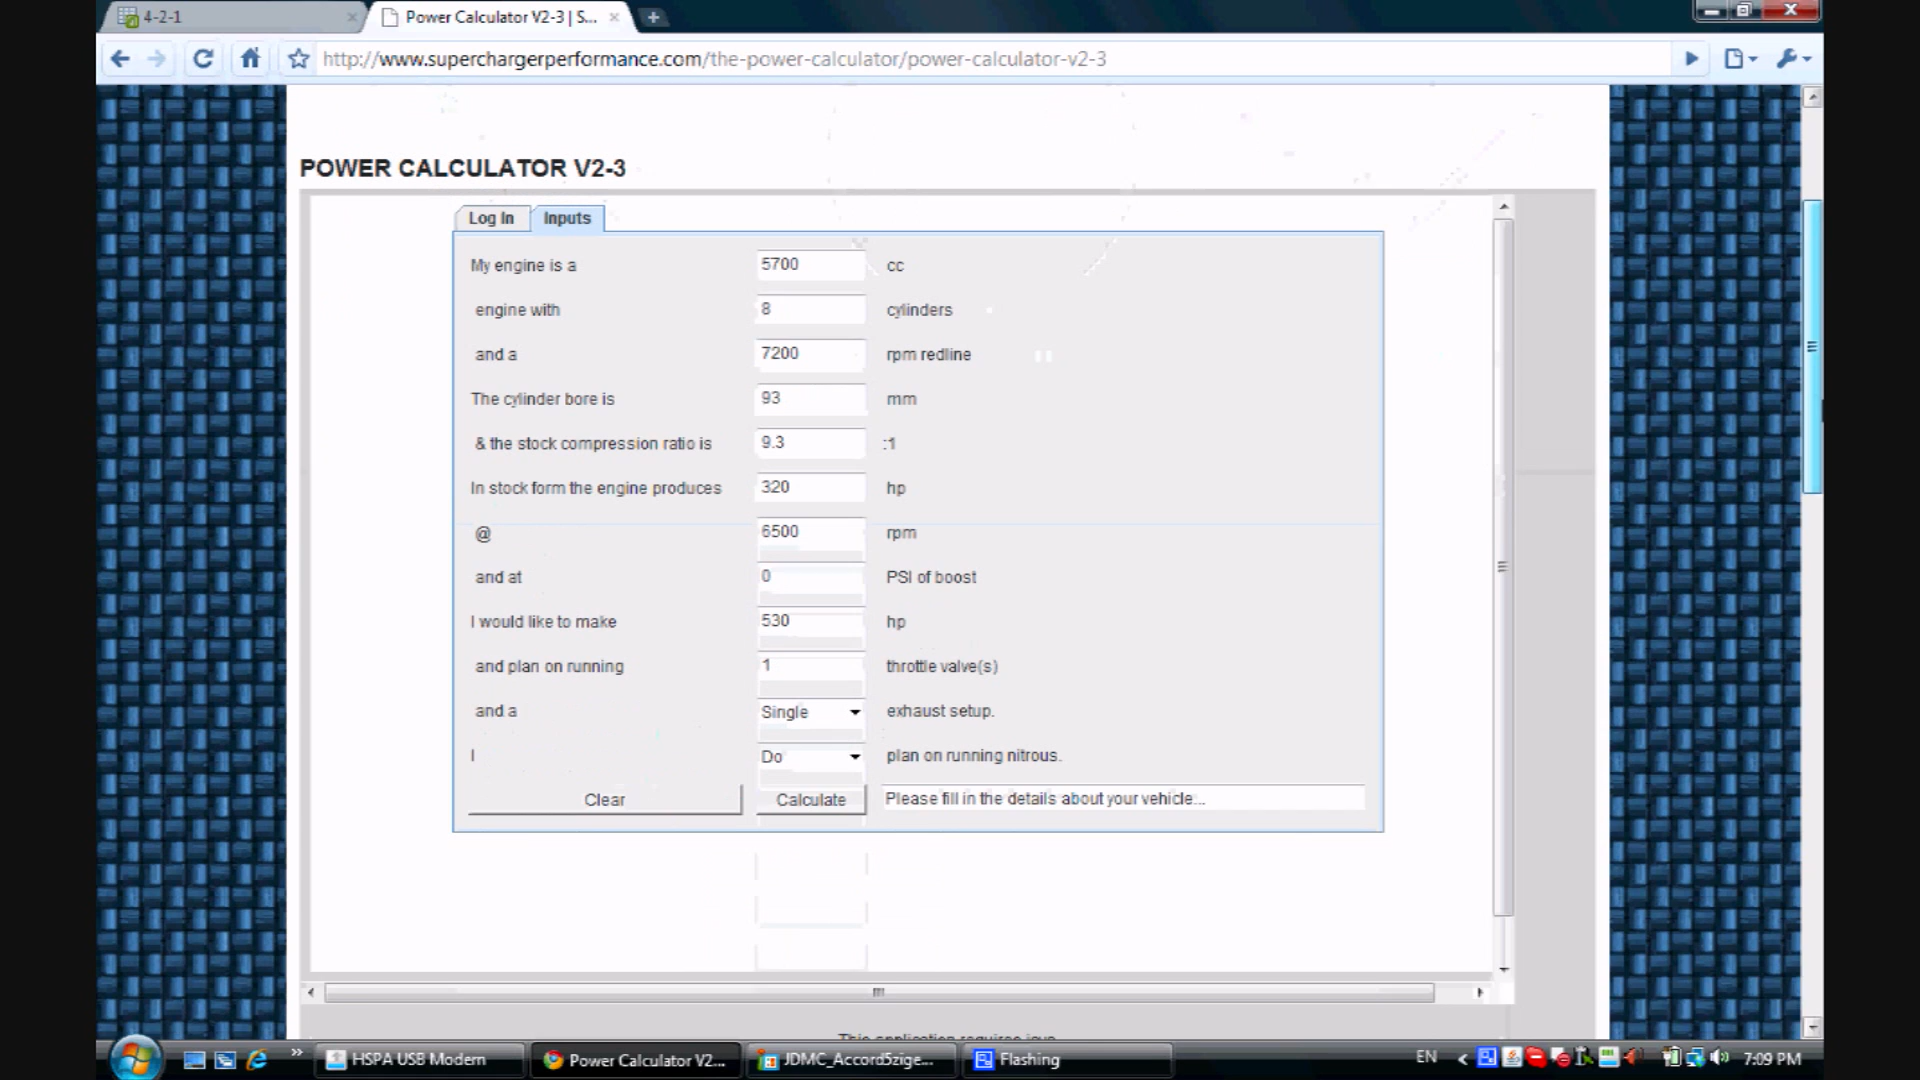 4-2-1
Power Calculator V2-3 | S...
http://www.superchargerperformance.com/the-power-calculator/power-calculator-v2-3
POWER CALCULATOR V2-3
Log In Inputs
My engine is a 5700 cc
engine with 8 cylinders
and a 7200 rpm redline
The cylinder bore is 93 mm
& the stock compression ratio is 9.3 :1
In stock form the engine produces 320 hp
@ 6500 rpm
and at 0 PSI of boost
I would like to make 530 hp
and plan on running 1 throttle valve(s)
and a Single exhaust setup.
I Do plan on running nitrous.
Clear Calculate Please fill in the details about your vehicle...
This application requires java
HSPA USB Modem Power Calculator V2... JDMC_Accord5zige... Flashing EN 7:09 PM